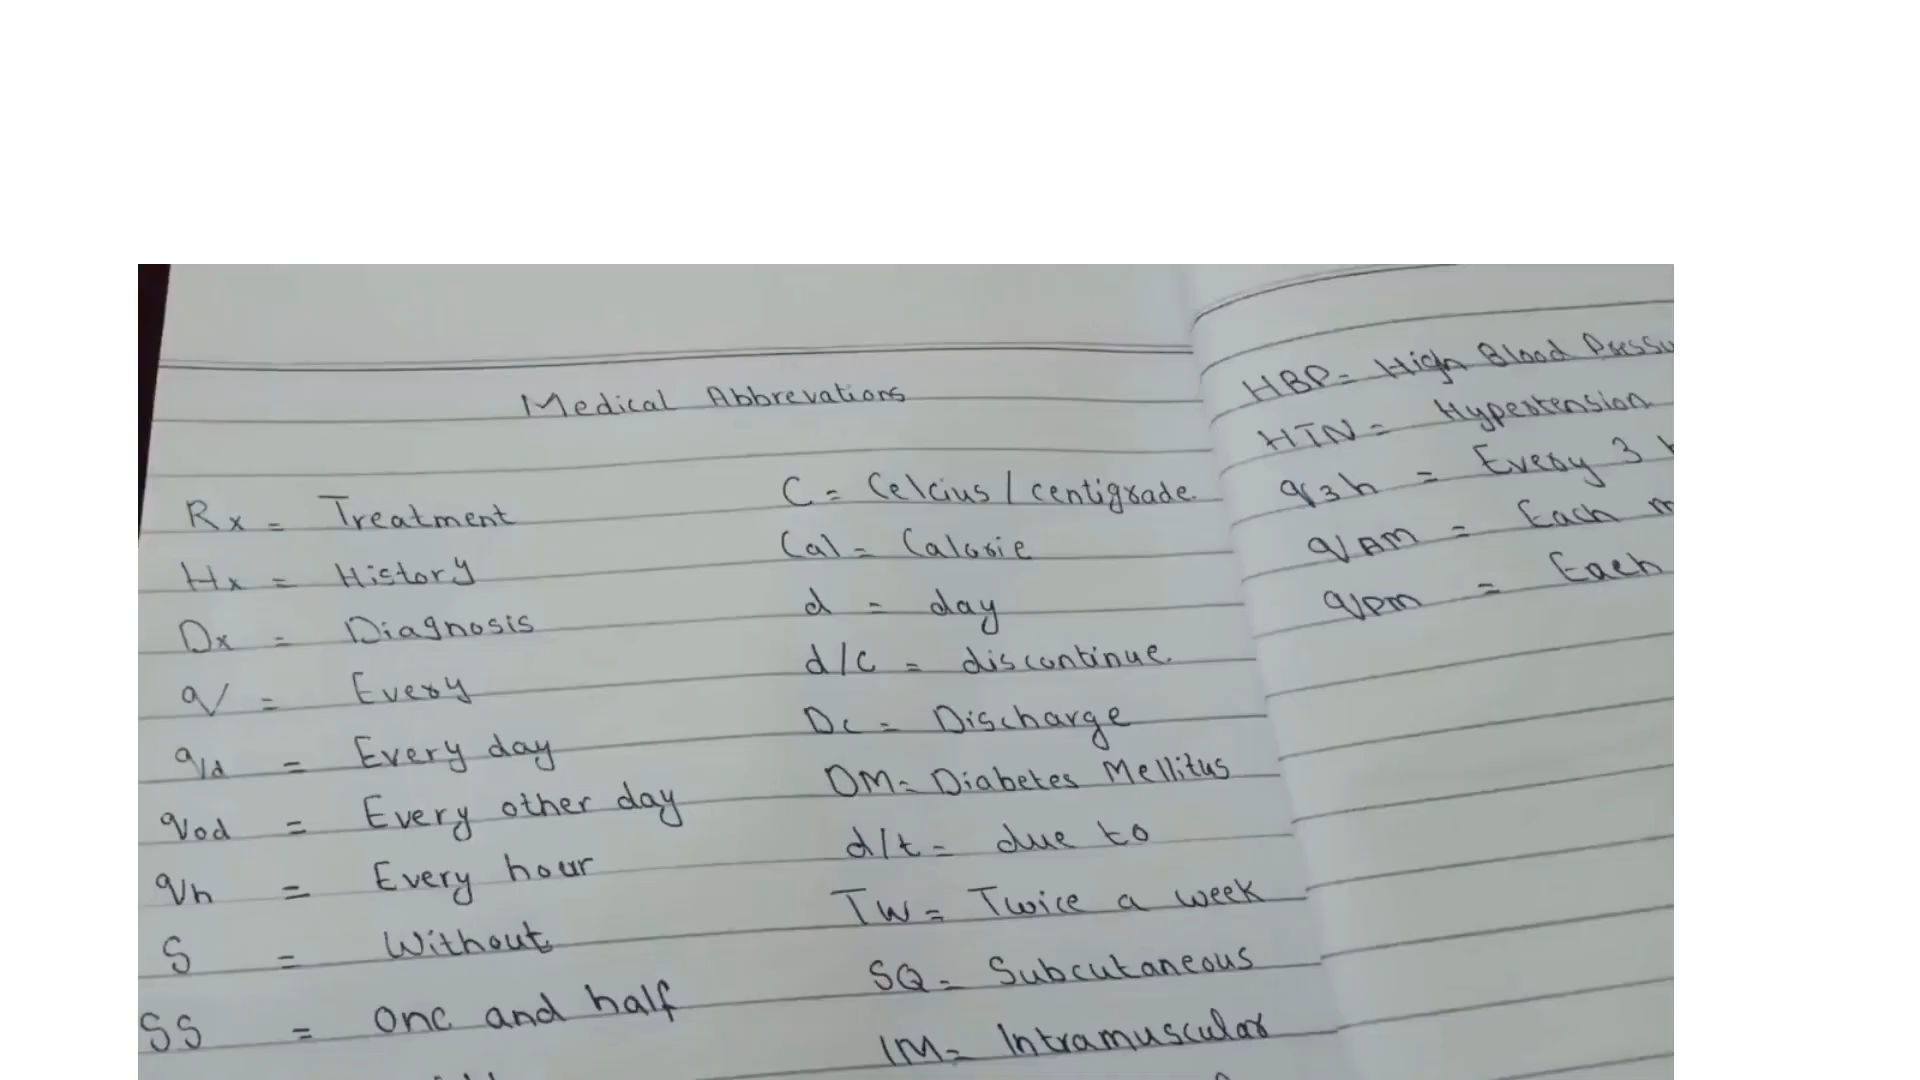 Medical Abbrevations
Rx = Treatment
Hx = History
Dx = Diagnosis
q = Every
qd = Every day
qod = Every other day
qh = Every hour
S = Without
SS = One and half
C = Celcius / centigrade.
Cal = Calorie
d = day
d/c = discontinue.
Dc = Discharge
DM = Diabetes Mellitus
d/t = due to
TW = Twice a week
SQ = Subcutaneous
IM = Intramuscular
HBP = High Blood
HTN = Hypertension
q3h = Every 3
qAM = Each
qpm = Each